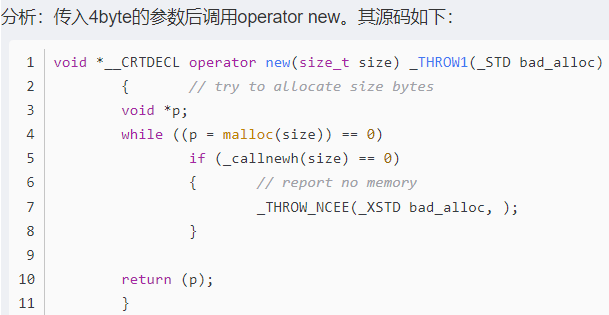 分析：传入4byte的参数后调用operator new。其源码如下：
1 void *__CRTDECL operator new(size_t size) _THROW1(_STD bad_alloc)
2         {       // try to allocate size bytes
3         void *p;
4         while ((p = malloc(size)) == 0)
5                 if (_callnewh(size) == 0)
6                 {       // report no memory
7                         _THROW_NCEE(_XSTD bad_alloc, );
8                 }
9
10         return (p);
11         }